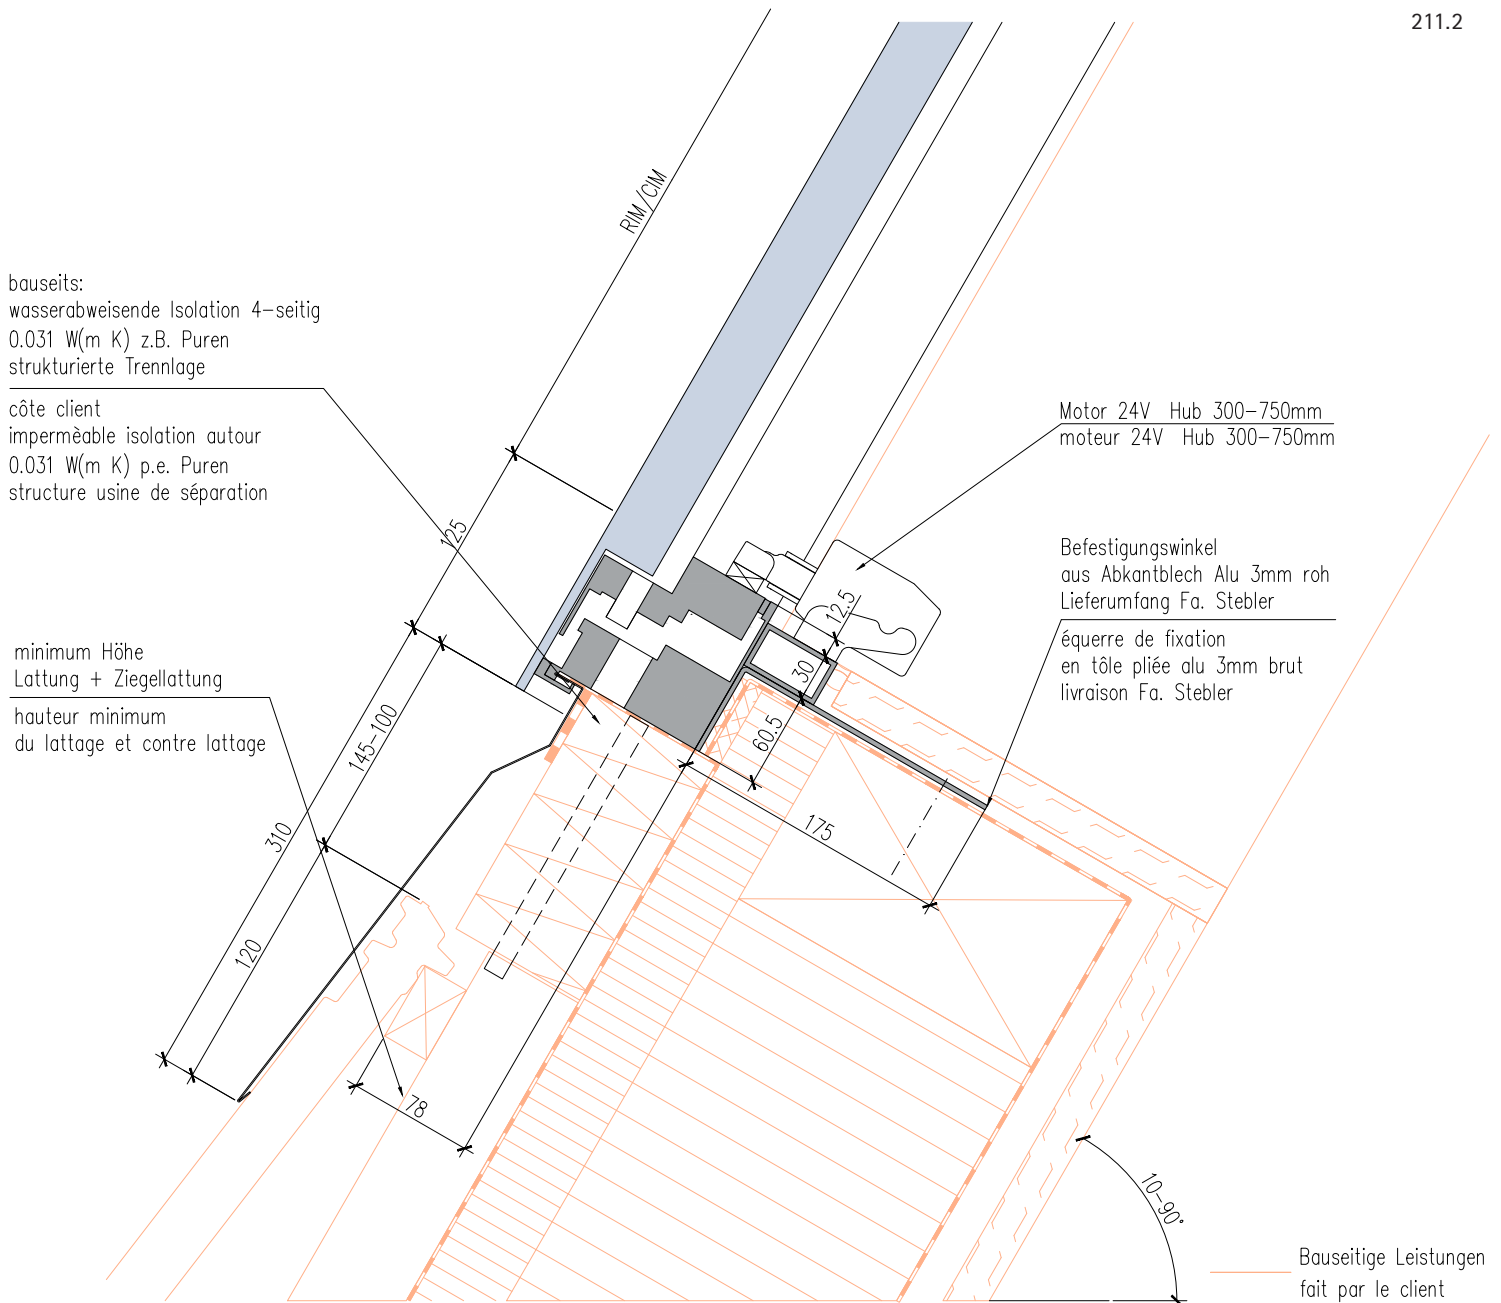 211.2
RIM/CIM
bauseits:
wasserabweisende Isolation 4-seitig
0.031 W(m K) z.B. Puren
strukturierte Trennlage
côte client
impermèable isolation autour
0.031 W(m K) p.e. Puren
structure usine de séparation
Motor 24V Hub 300-750mm
moteur 24V Hub 300-750mm
125
Befestigungswinkel
aus Abkantblech Alu 3mm roh
Lieferumfang Fa. Stebler
équerre de fixation
en tôle pliée alu 3mm brut
livraison Fa. Stebler
12.5
30
60.5
minimum Höhe
Lattung + Ziegellattung
hauteur minimum
du lattage et contre lattage
145-100
310
175
120
78
10-90°
Bauseitige Leistungen
fait par le client